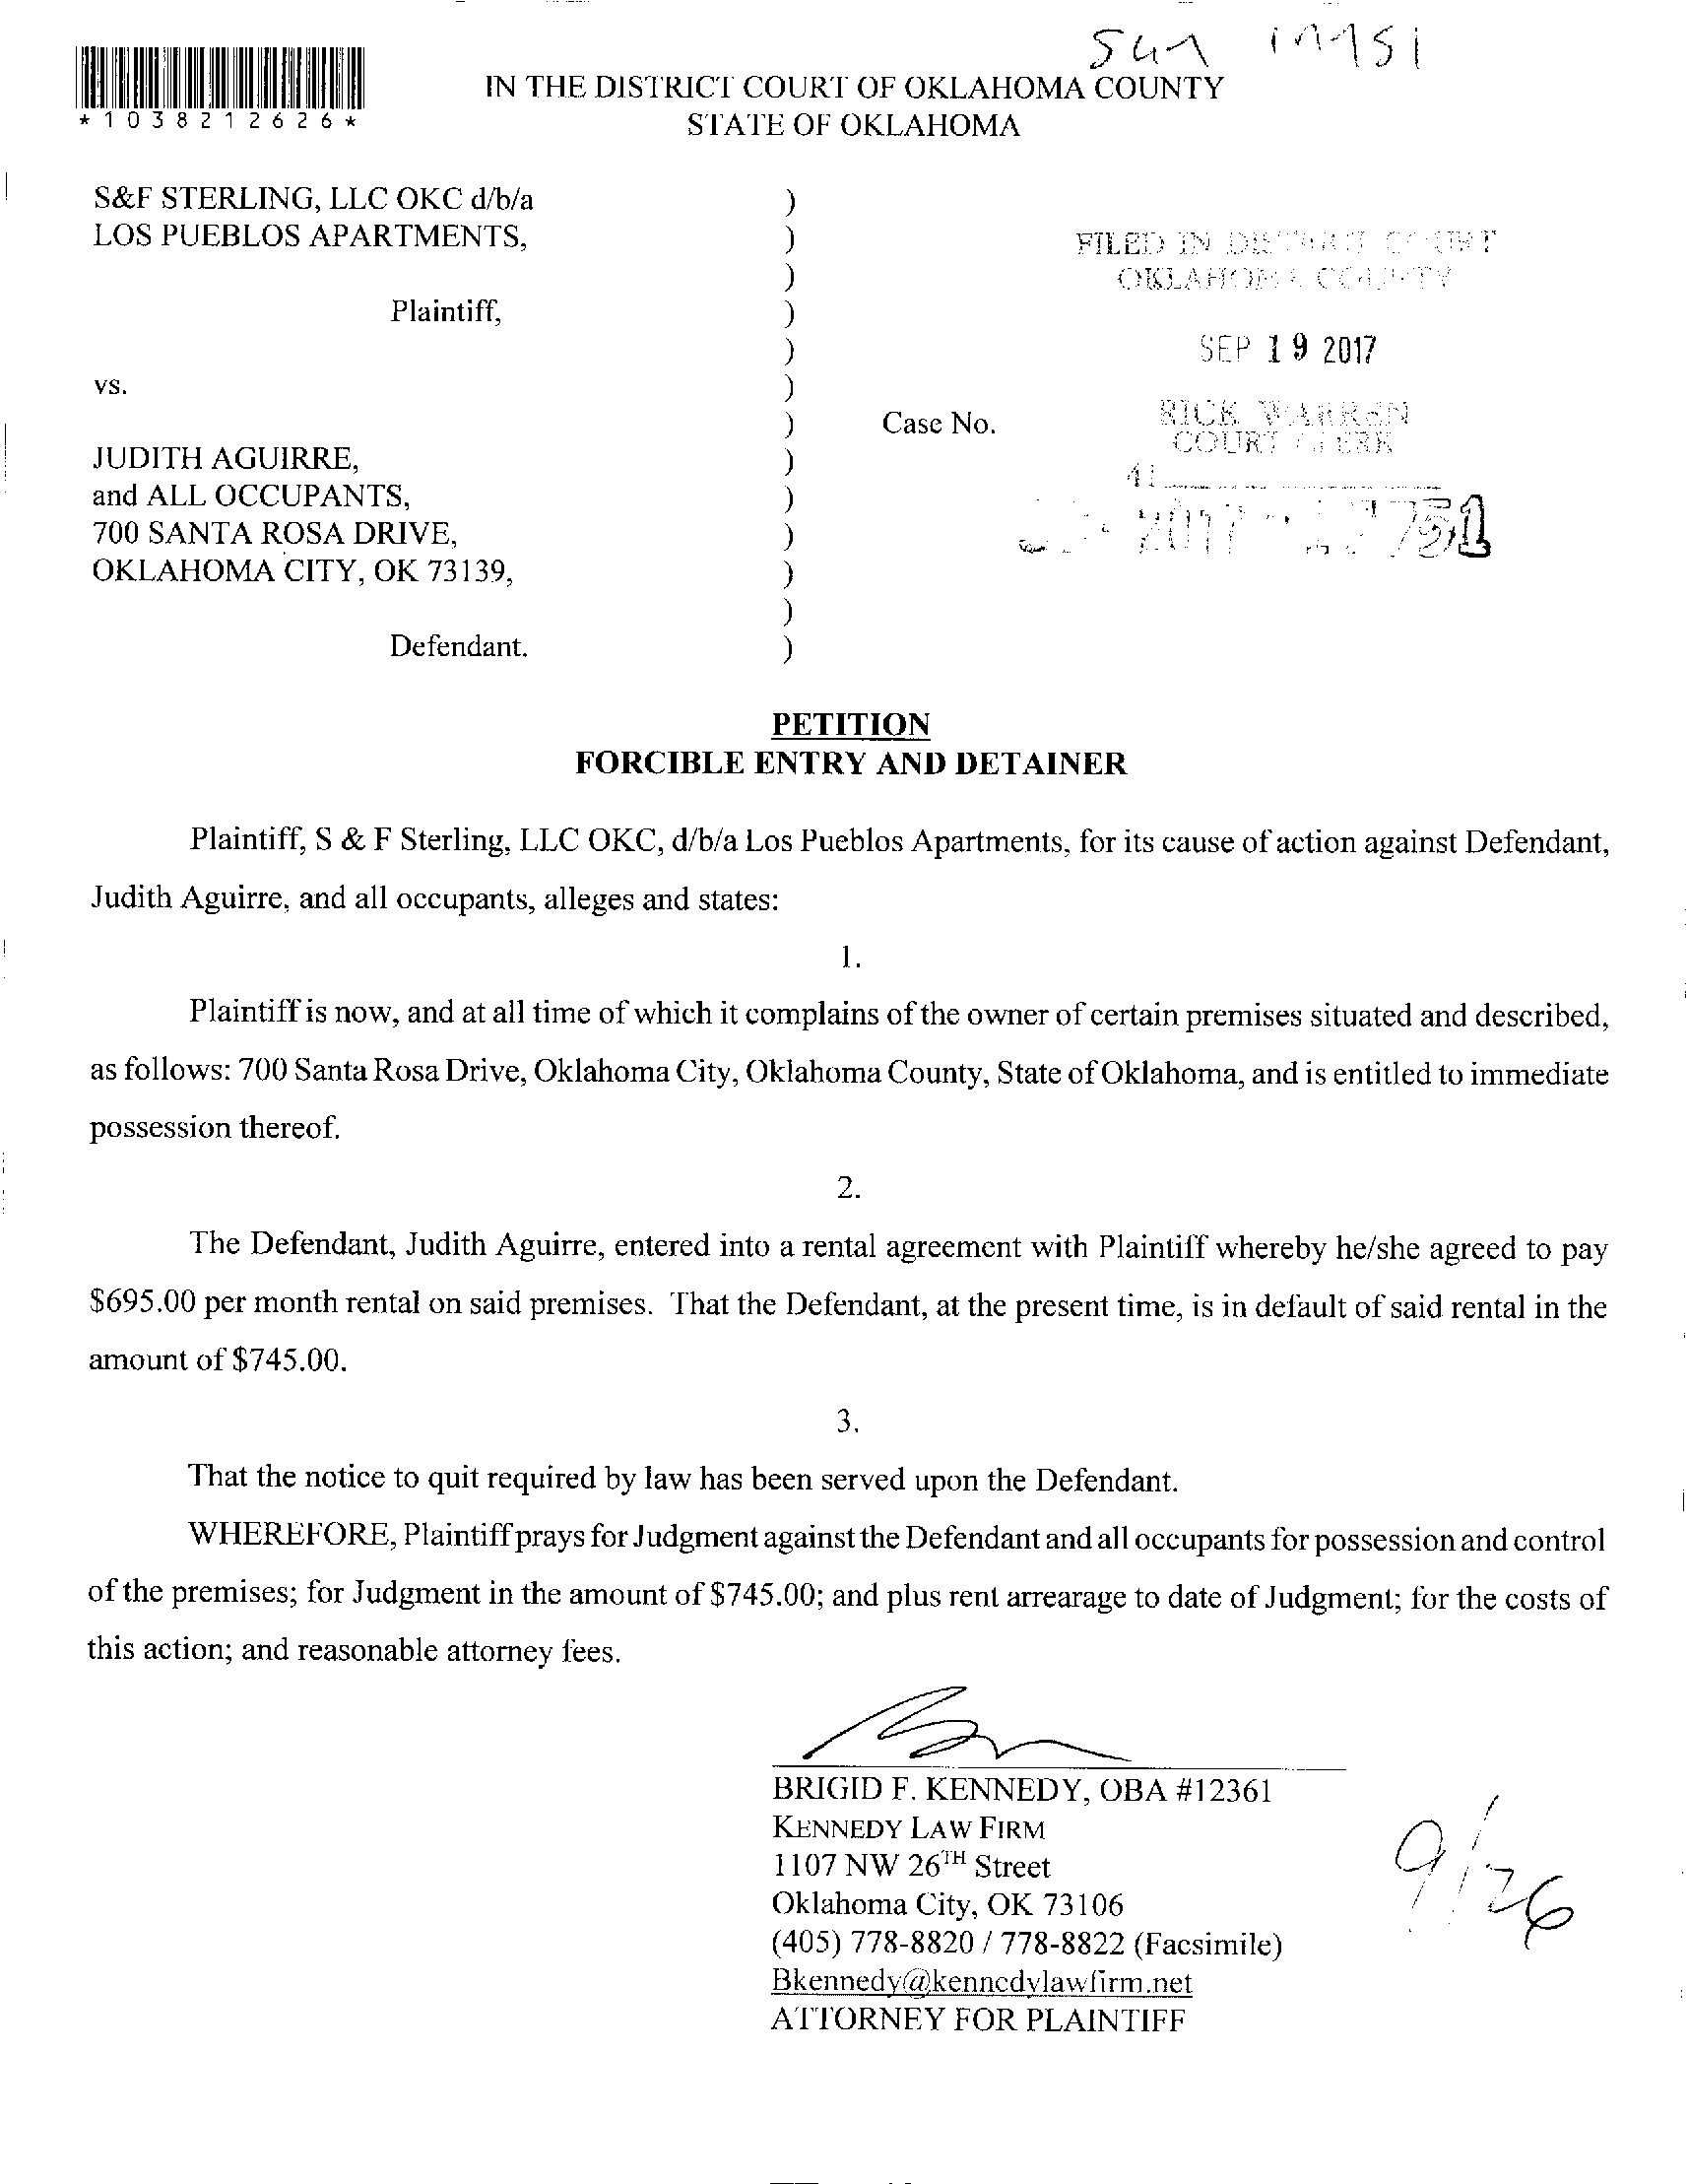 *1038212626*
IN THE DISTRICT COURT OF OKLAHOMA COUNTY
STATE OF OKLAHOMA
S&F STERLING, LLC OKC d/b/a )
LOS PUEBLOS APARTMENTS, )
)
Plaintiff, )
)
vs. )
) Case No.
JUDITH AGUIRRE, )
and ALL OCCUPANTS, )
700 SANTA ROSA DRIVE, )
OKLAHOMA CITY, OK 73139, )
)
Defendant. )
FILED IN DISTRICT COURT
OKLAHOMA COUNTY
SEP 19 2017
RICK WARREN
COURT CLERK
41
2017 751
PETITION
FORCIBLE ENTRY AND DETAINER
Plaintiff, S & F Sterling, LLC OKC, d/b/a Los Pueblos Apartments, for its cause of action against Defendant,
Judith Aguirre, and all occupants, alleges and states:
1.
Plaintiff is now, and at all time of which it complains of the owner of certain premises situated and described,
as follows: 700 Santa Rosa Drive, Oklahoma City, Oklahoma County, State of Oklahoma, and is entitled to immediate
possession thereof.
2.
The Defendant, Judith Aguirre, entered into a rental agreement with Plaintiff whereby he/she agreed to pay
$695.00 per month rental on said premises. That the Defendant, at the present time, is in default of said rental in the
amount of $745.00.
3.
That the notice to quit required by law has been served upon the Defendant.
WHEREFORE, Plaintiff prays for Judgment against the Defendant and all occupants for possession and control
of the premises; for Judgment in the amount of $745.00; and plus rent arrearage to date of Judgment; for the costs of
this action; and reasonable attorney fees.
BRIGID F. KENNEDY, OBA #12361
KENNEDY LAW FIRM
1107 NW 26TH Street
Oklahoma City, OK 73106
(405) 778-8820 / 778-8822 (Facsimile)
Bkennedy@kennedylawfirm.net
ATTORNEY FOR PLAINTIFF
9/26